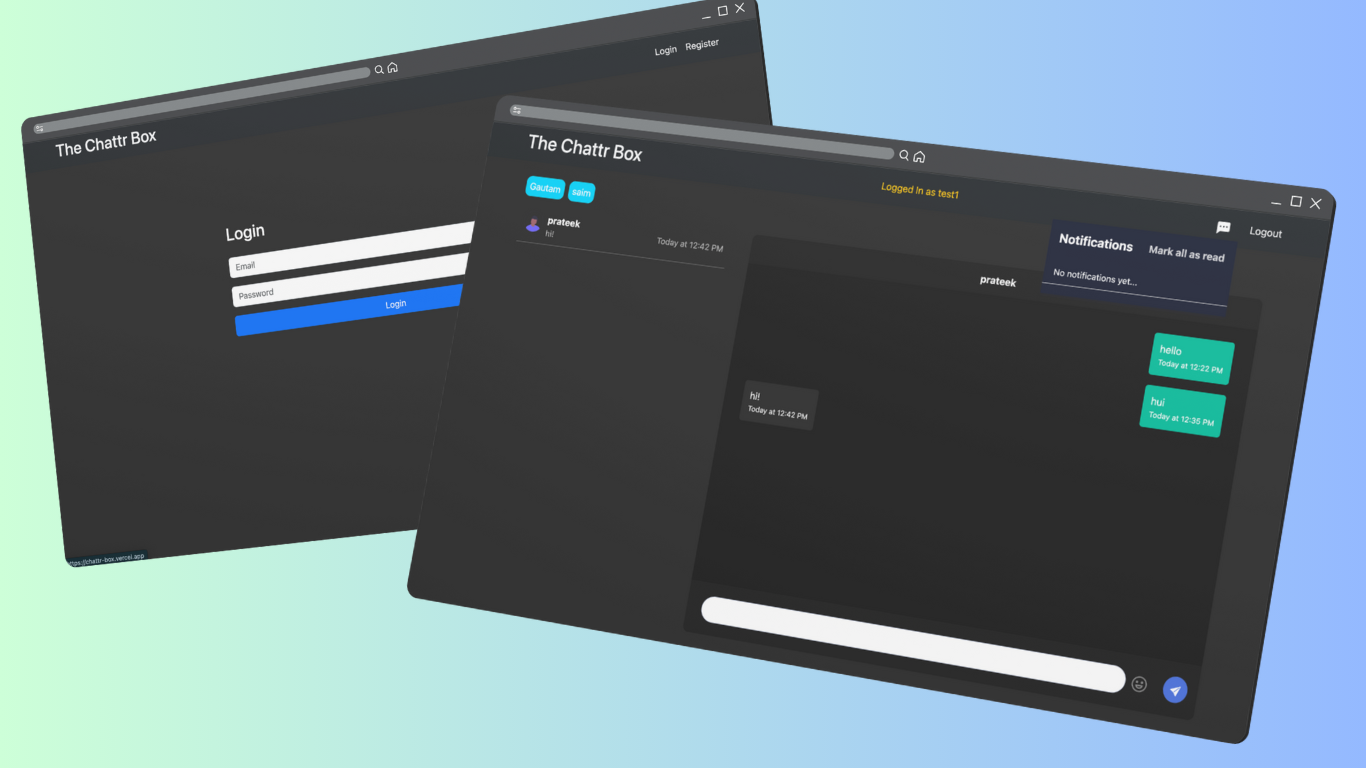 Login Register
The Chattr Box
Login
Email
Password
Login
ttps://chattr-box.vercel.app
The Chattr Box
Logged In as test1
Logout
Gautam saim
prateek
hi!
Today at 12:42 PM
Notifications Mark all as read
No notifications yet...
prateek
hello
Today at 12:22 PM
hui
Today at 12:35 PM
hi!
Today at 12:42 PM